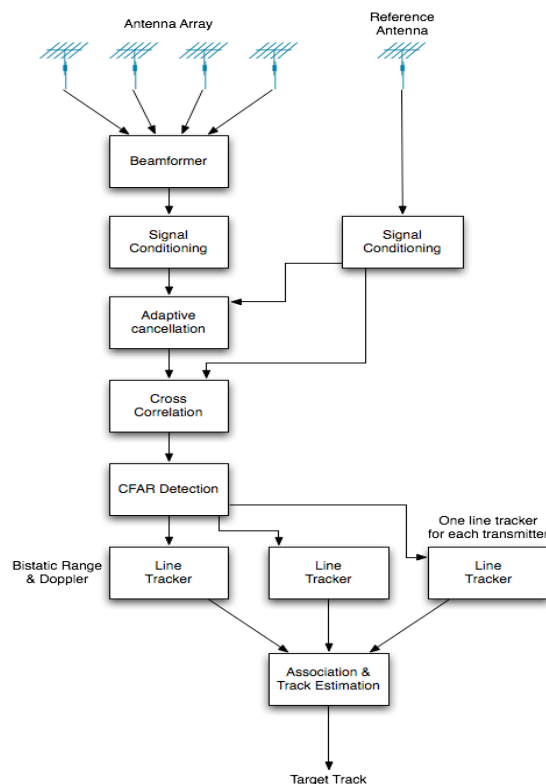 Antenna Array
Reference
Antenna
Beamformer
Signal
Conditioning
Signal
Conditioning
Adaptive
cancellation
Cross
Correlation
CFAR Detection
One line tracker
for each transmitter
Bistatic Range
& Doppler
Line
Tracker
Line
Tracker
Line
Tracker
Association &
Track Estimation
Target Track